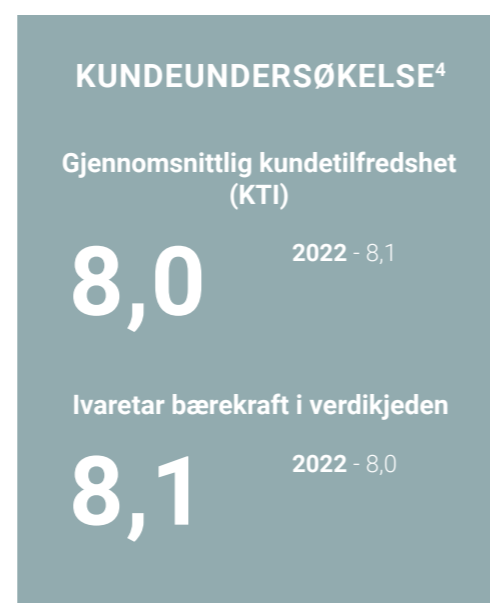 KUNDEUNDERSØKELSE⁴
Gjennomsnittlig kundetilfredshet
(KTI)
8,0
2022 - 8,1
Ivaretar bærekraft i verdikjeden
8,1
2022 - 8,0